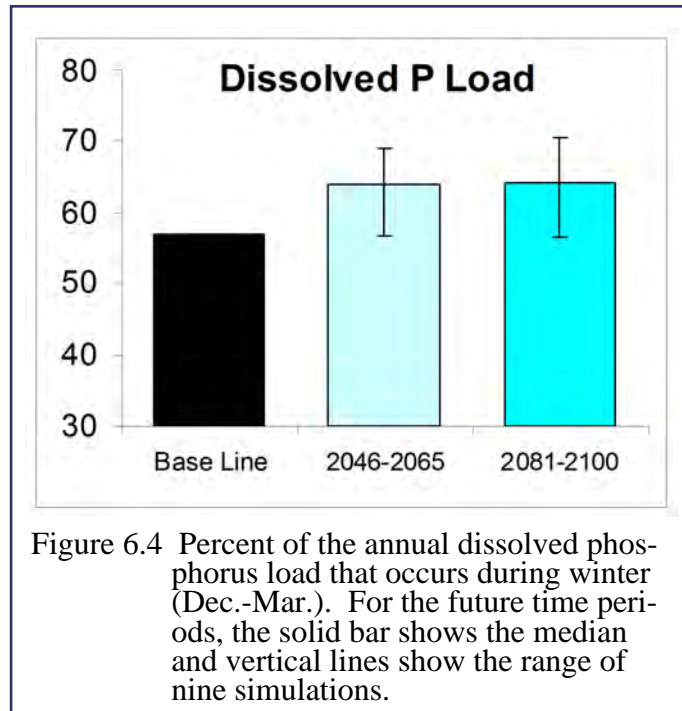 Dissolved P Load
80
70
60
50
40
30
Base Line 2046-2065 2081-2100
Figure 6.4 Percent of the annual dissolved phos-
phorus load that occurs during winter
(Dec.-Mar.). For the future time peri-
ods, the solid bar shows the median
and vertical lines show the range of
nine simulations.